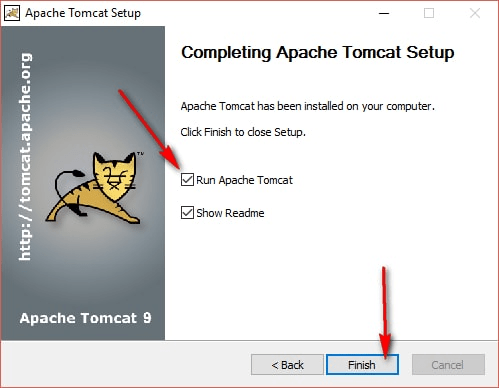 Apache Tomcat Setup
http://tomcat.apache.org
TM
Apache Tomcat 9
Completing Apache Tomcat Setup
Apache Tomcat has been installed on your computer.
Click Finish to close Setup.
Run Apache Tomcat
Show Readme
< Back
Finish
Cancel